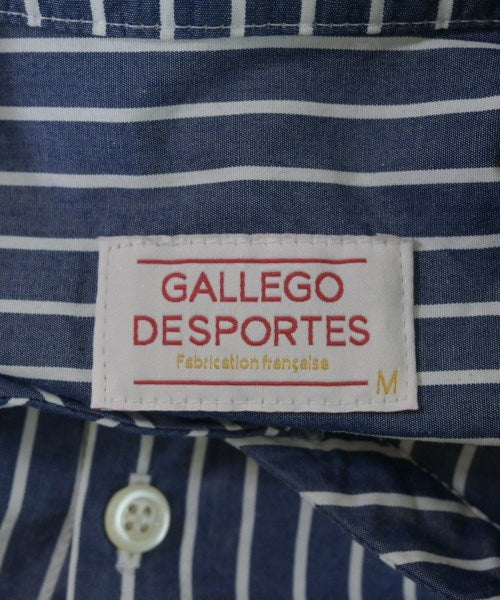 GALLEGO
DESPORTES
Fabrication française
M